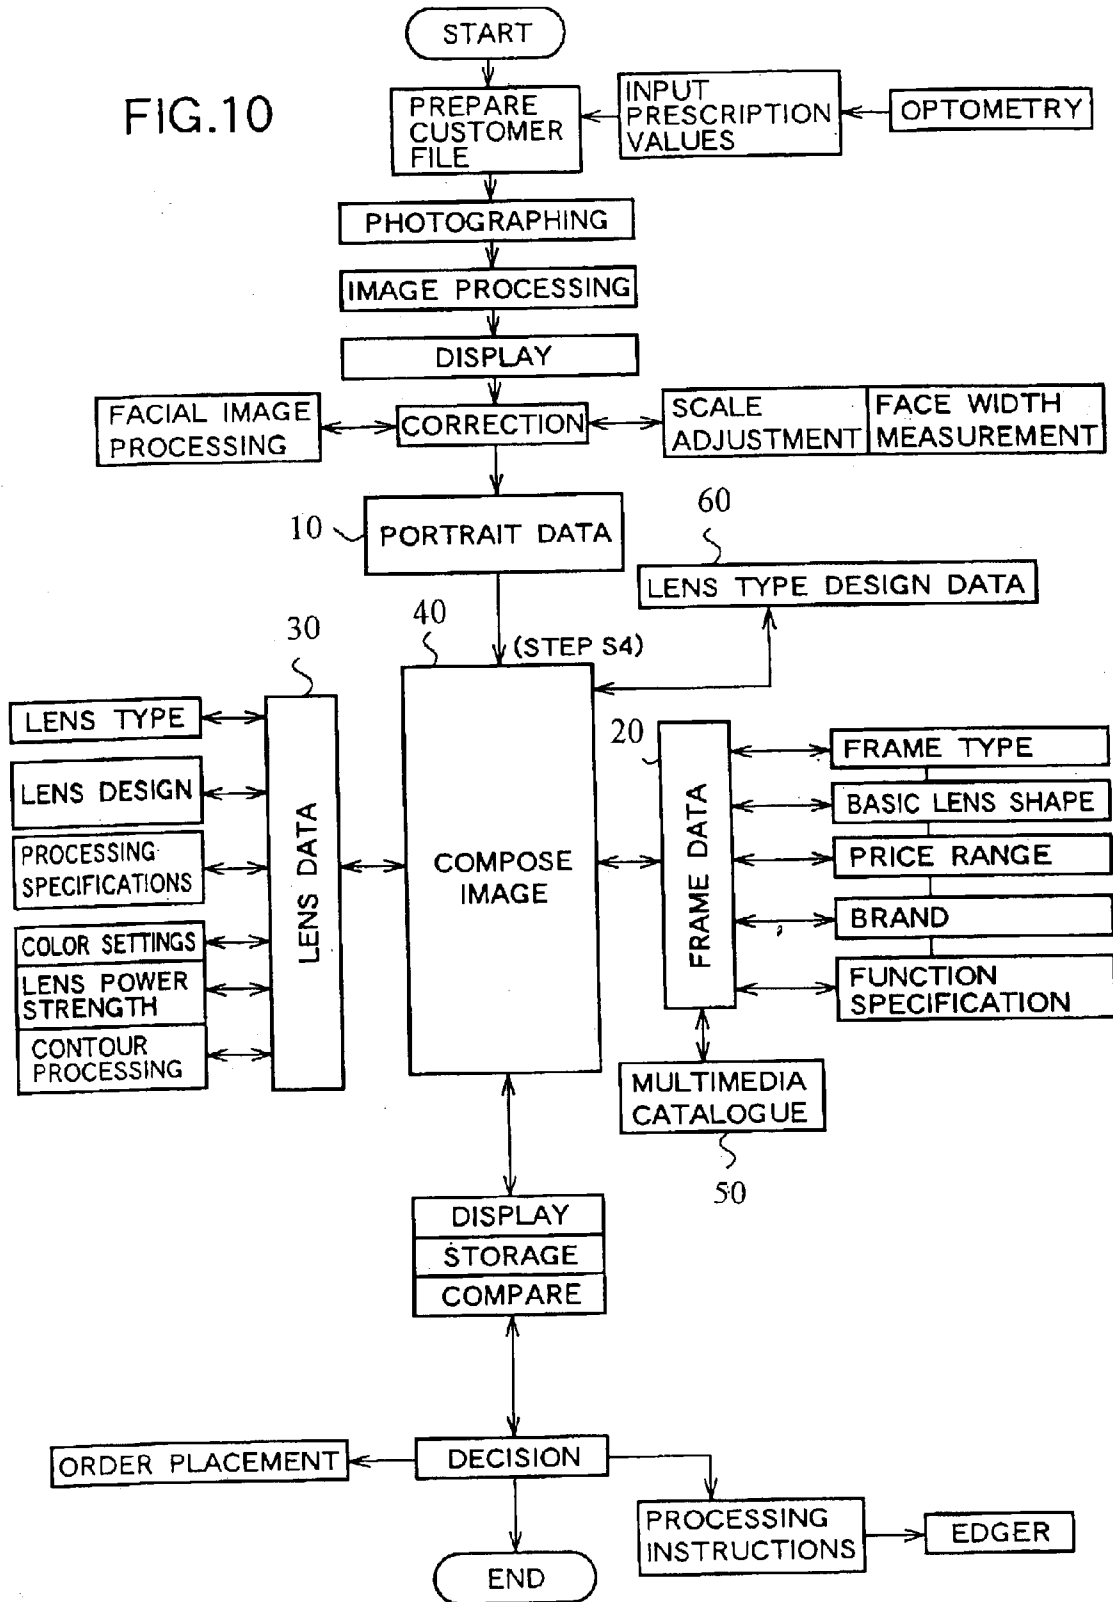 START
FIG.10
PREPARE
CUSTOMER
FILE
INPUT
PRESCRIPTION
VALUES
OPTOMETRY
PHOTOGRAPHING
IMAGE PROCESSING
DISPLAY
FACIAL IMAGE
PROCESSING
CORRECTION
SCALE
ADJUSTMENT
FACE WIDTH
MEASUREMENT
10
PORTRAIT DATA
60
LENS TYPE DESIGN DATA
30
40
(STEP S4)
LENS TYPE
LENS DESIGN
PROCESSING
SPECIFICATIONS
COLOR SETTINGS
LENS POWER
STRENGTH
CONTOUR
PROCESSING
LENS DATA
COMPOSE
IMAGE
20
FRAME DATA
FRAME TYPE
BASIC LENS SHAPE
PRICE RANGE
BRAND
FUNCTION
SPECIFICATION
MULTIMEDIA
CATALOGUE
50
DISPLAY
STORAGE
COMPARE
ORDER PLACEMENT
DECISION
PROCESSING
INSTRUCTIONS
EDGER
END